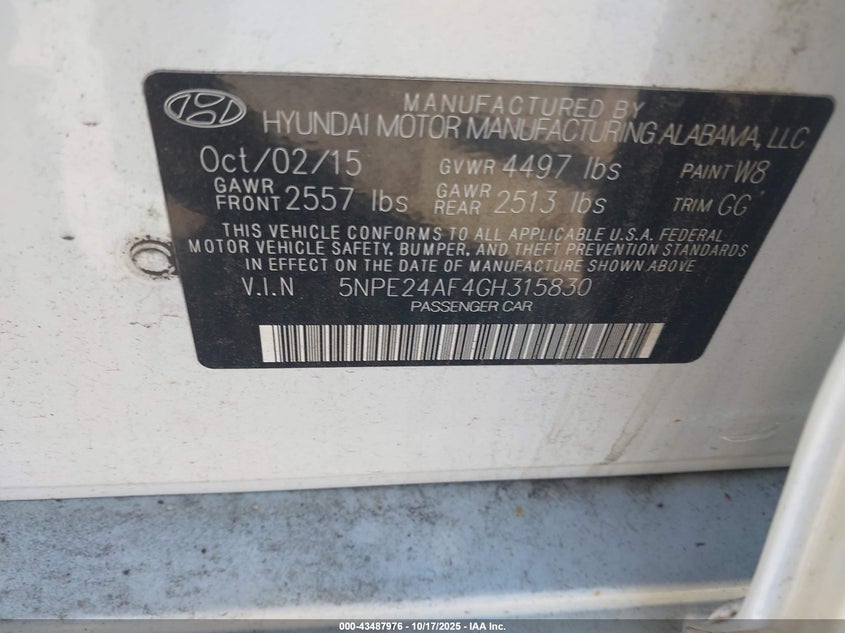 MANUFACTURED BY
HYUNDAI MOTOR MANUFACTURING ALABAMA, LLC
Oct/02/15 GVWR 4497 lbs PAINT W8
GAWR FRONT 2557 lbs GAWR REAR 2513 lbs TRIM GG
THIS VEHICLE CONFORMS TO ALL APPLICABLE U.S.A. FEDERAL
MOTOR VEHICLE SAFETY, BUMPER, AND THEFT PREVENTION STANDARDS
IN EFFECT ON THE DATE OF MANUFACTURE SHOWN ABOVE
V.I.N 5NPE24AF4GH315830
PASSENGER CAR
000-43487976 - 10/17/2025 - IAA Inc.